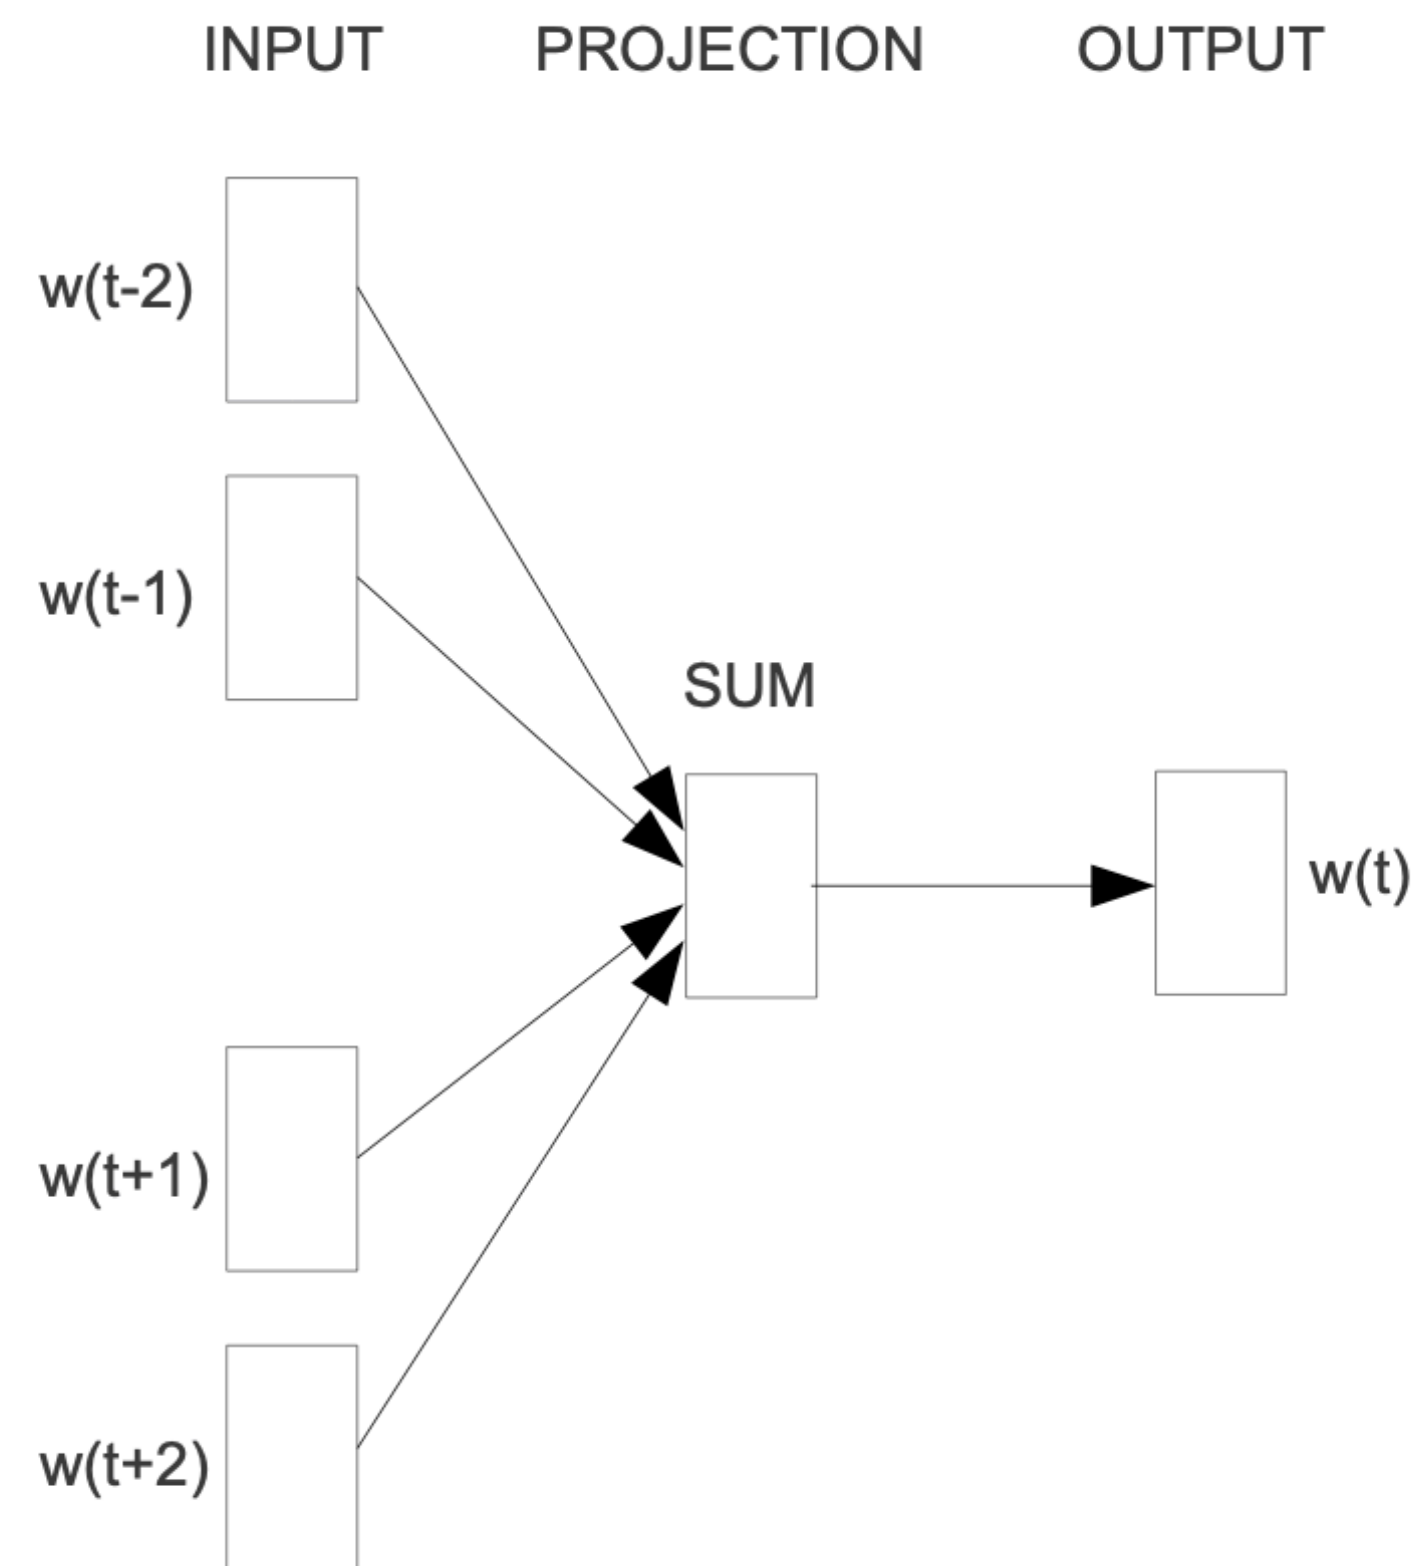 INPUT PROJECTION OUTPUT
w(t-2)
w(t-1)
SUM
w(t)
w(t+1)
w(t+2)